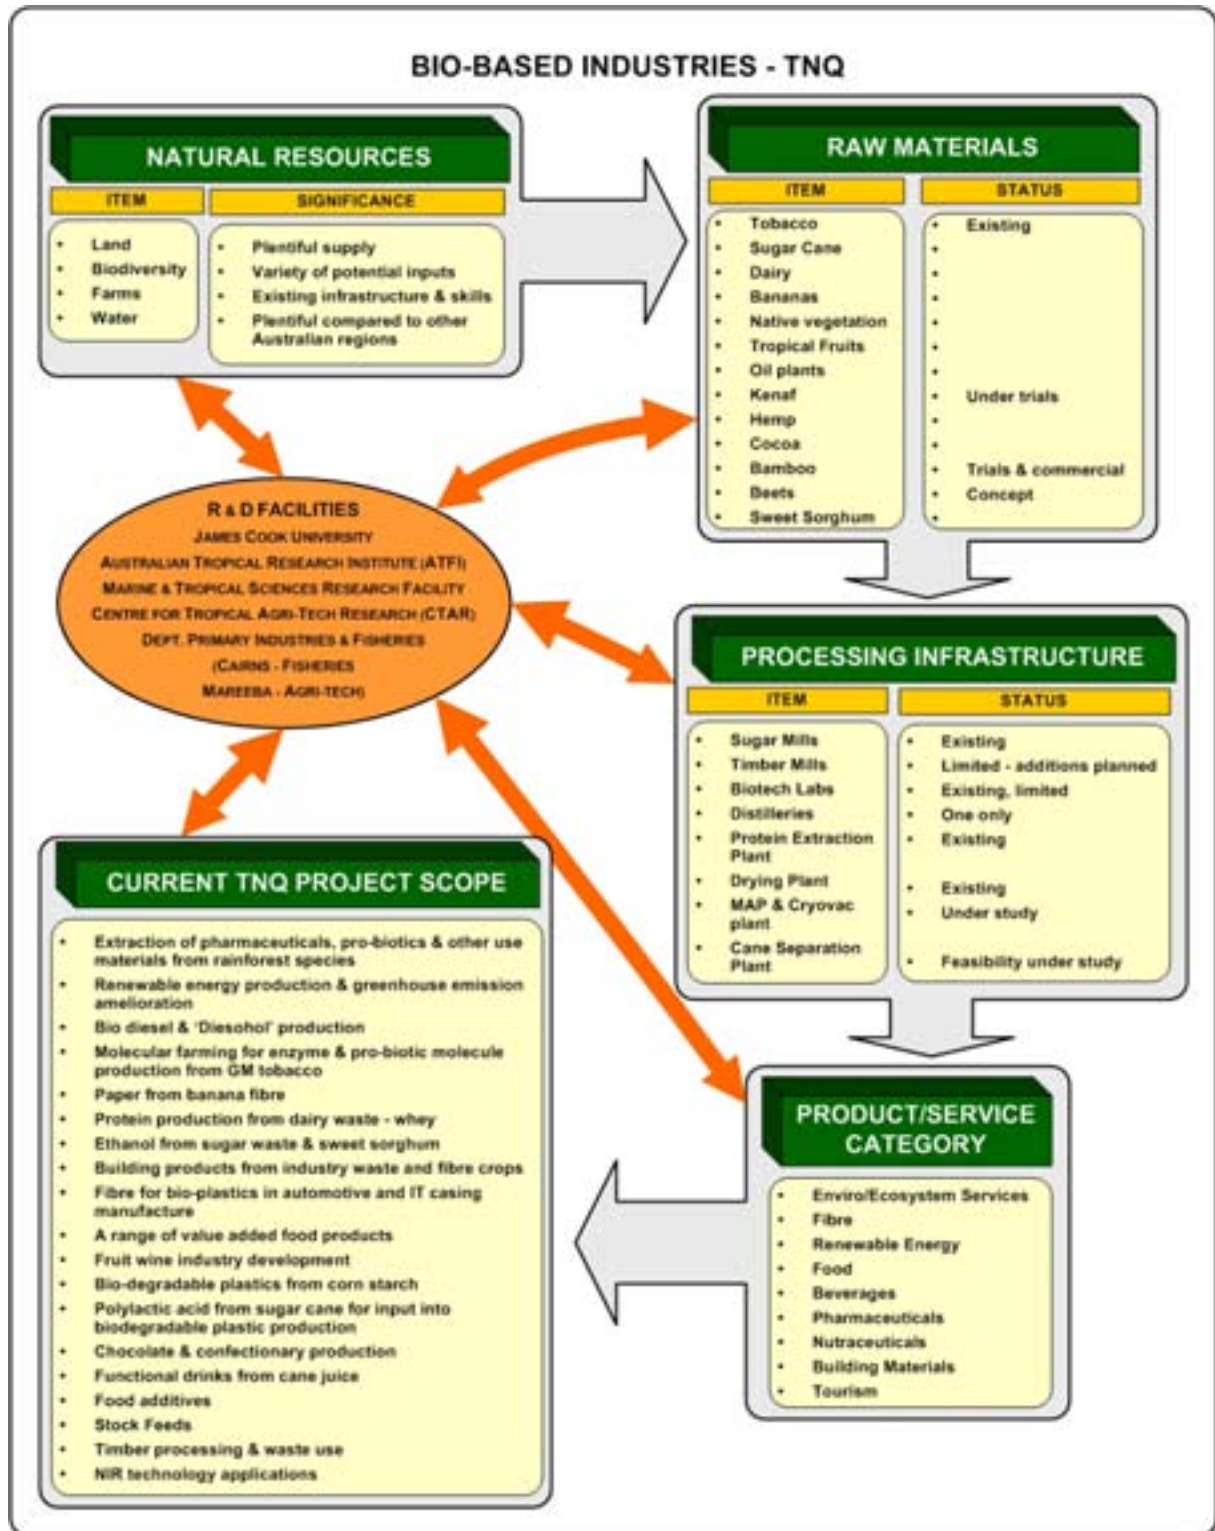 BIO-BASED INDUSTRIES - TNQ
NATURAL RESOURCES
ITEM
SIGNIFICANCE
• Land
• Biodiversity
• Farms
• Water
• Plentiful supply
• Variety of potential inputs
• Existing infrastructure & skills
• Plentiful compared to other
Australian regions
RAW MATERIALS
ITEM
STATUS
• Tobacco
• Sugar Cane
• Dairy
• Bananas
• Native vegetation
• Tropical Fruits
• Oil plants
• Kenaf
• Hemp
• Cocoa
• Bamboo
• Beets
• Sweet Sorghum
• Existing
•
•
•
•
•
•
• Under trials
•
•
• Trials & commercial
• Concept
•
R & D FACILITIES
JAMES COOK UNIVERSITY
AUSTRALIAN TROPICAL RESEARCH INSTITUTE (ATFI)
MARINE & TROPICAL SCIENCES RESEARCH FACILITY
CENTRE FOR TROPICAL AGRI-TECH RESEARCH (CTAR)
DEPT. PRIMARY INDUSTRIES & FISHERIES
(CAIRNS - FISHERIES
MAREEBA - AGRI-TECH)
PROCESSING INFRASTRUCTURE
ITEM
STATUS
• Sugar Mills
• Timber Mills
• Biotech Labs
• Distilleries
• Protein Extraction
Plant
• Drying Plant
• MAP & Cryovac
plant
• Cane Separation
Plant
• Existing
• Limited - additions planned
• Existing, limited
• One only
• Existing
• Existing
• Under study
• Feasibility under study
CURRENT TNQ PROJECT SCOPE
• Extraction of pharmaceuticals, pro-biotics & other use
materials from rainforest species
• Renewable energy production & greenhouse emission
amelioration
• Bio diesel & 'Diesohol' production
• Molecular farming for enzyme & pro-biotic molecule
production from GM tobacco
• Paper from banana fibre
• Protein production from dairy waste - whey
• Ethanol from sugar waste & sweet sorghum
• Building products from industry waste and fibre crops
• Fibre for bio-plastics in automotive and IT casing
manufacture
• A range of value added food products
• Fruit wine industry development
• Bio-degradable plastics from corn starch
• Polylactic acid from sugar cane for input into
biodegradable plastic production
• Chocolate & confectionary production
• Functional drinks from cane juice
• Food additives
• Stock Feeds
• Timber processing & waste use
• NIR technology applications
PRODUCT/SERVICE
CATEGORY
• Enviro/Ecosystem Services
• Fibre
• Renewable Energy
• Food
• Beverages
• Pharmaceuticals
• Nutraceuticals
• Building Materials
• Tourism